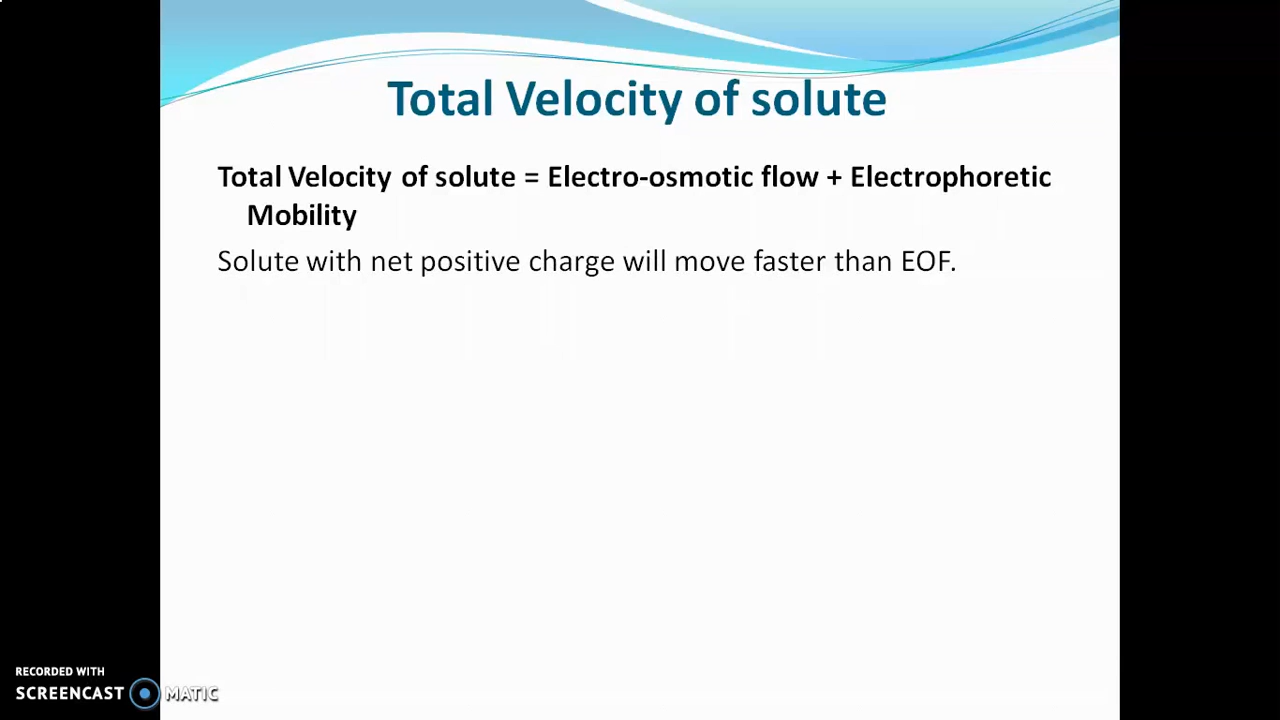 Total Velocity of solute
Total Velocity of solute = Electro-osmotic flow + Electrophoretic
Mobility
Solute with net positive charge will move faster than EOF.
RECORDED WITH
SCREENCAST MATIC